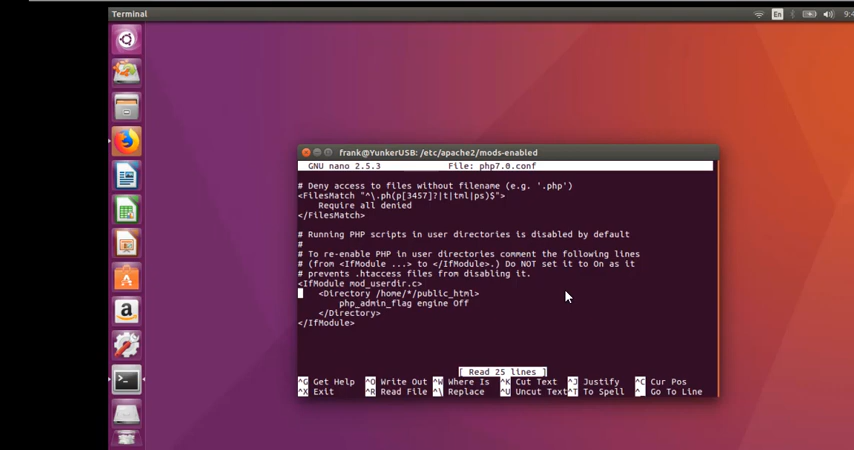 Terminal
En
9:4
frank@YunkerUSB: /etc/apache2/mods-enabled
GNU nano 2.5.3 File: php7.0.conf
# Deny access to files without filename (e.g. '.php')
<FilesMatch "^\.ph(p[3457]?|t|tml|ps)$">
Require all denied
</FilesMatch>
# Running PHP scripts in user directories is disabled by default
#
# To re-enable PHP in user directories comment the following lines
# (from <IfModule ...> to </IfModule>.) Do NOT set it to On as it
# prevents .htaccess files from disabling it.
<IfModule mod_userdir.c>
<Directory /home/*/public_html>
php_admin_flag engine Off
</Directory>
</IfModule>
[ Read 25 lines ]
^G Get Help ^O Write Out ^W Where Is ^K Cut Text ^J Justify ^C Cur Pos
^X Exit ^R Read File ^\ Replace ^U Uncut Text ^T To Spell ^_ Go To Line